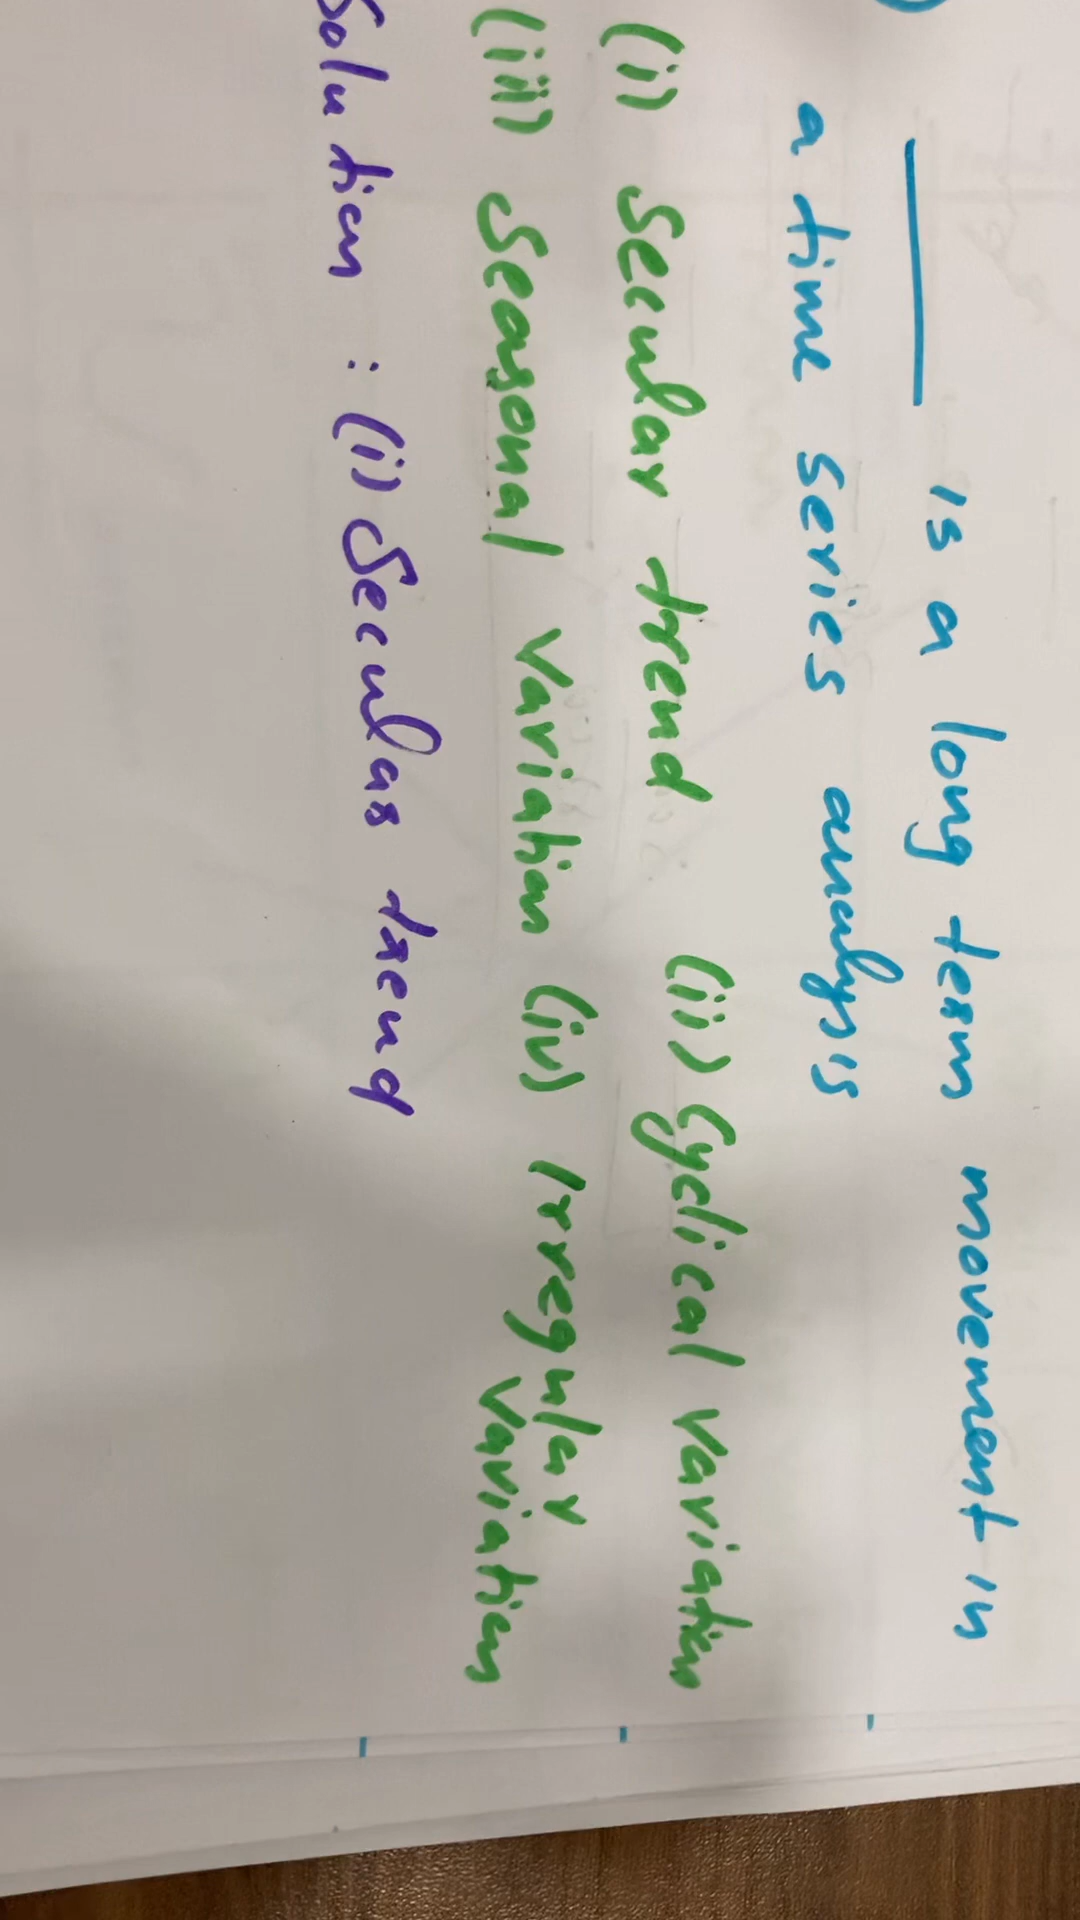 )
_____ is a long term movement in
a time series analysis
(i) Secular trend (ii) Cyclical variation
(iii) Seasonal variation (iv) Irregular variation
Solution : (i) Secular trend